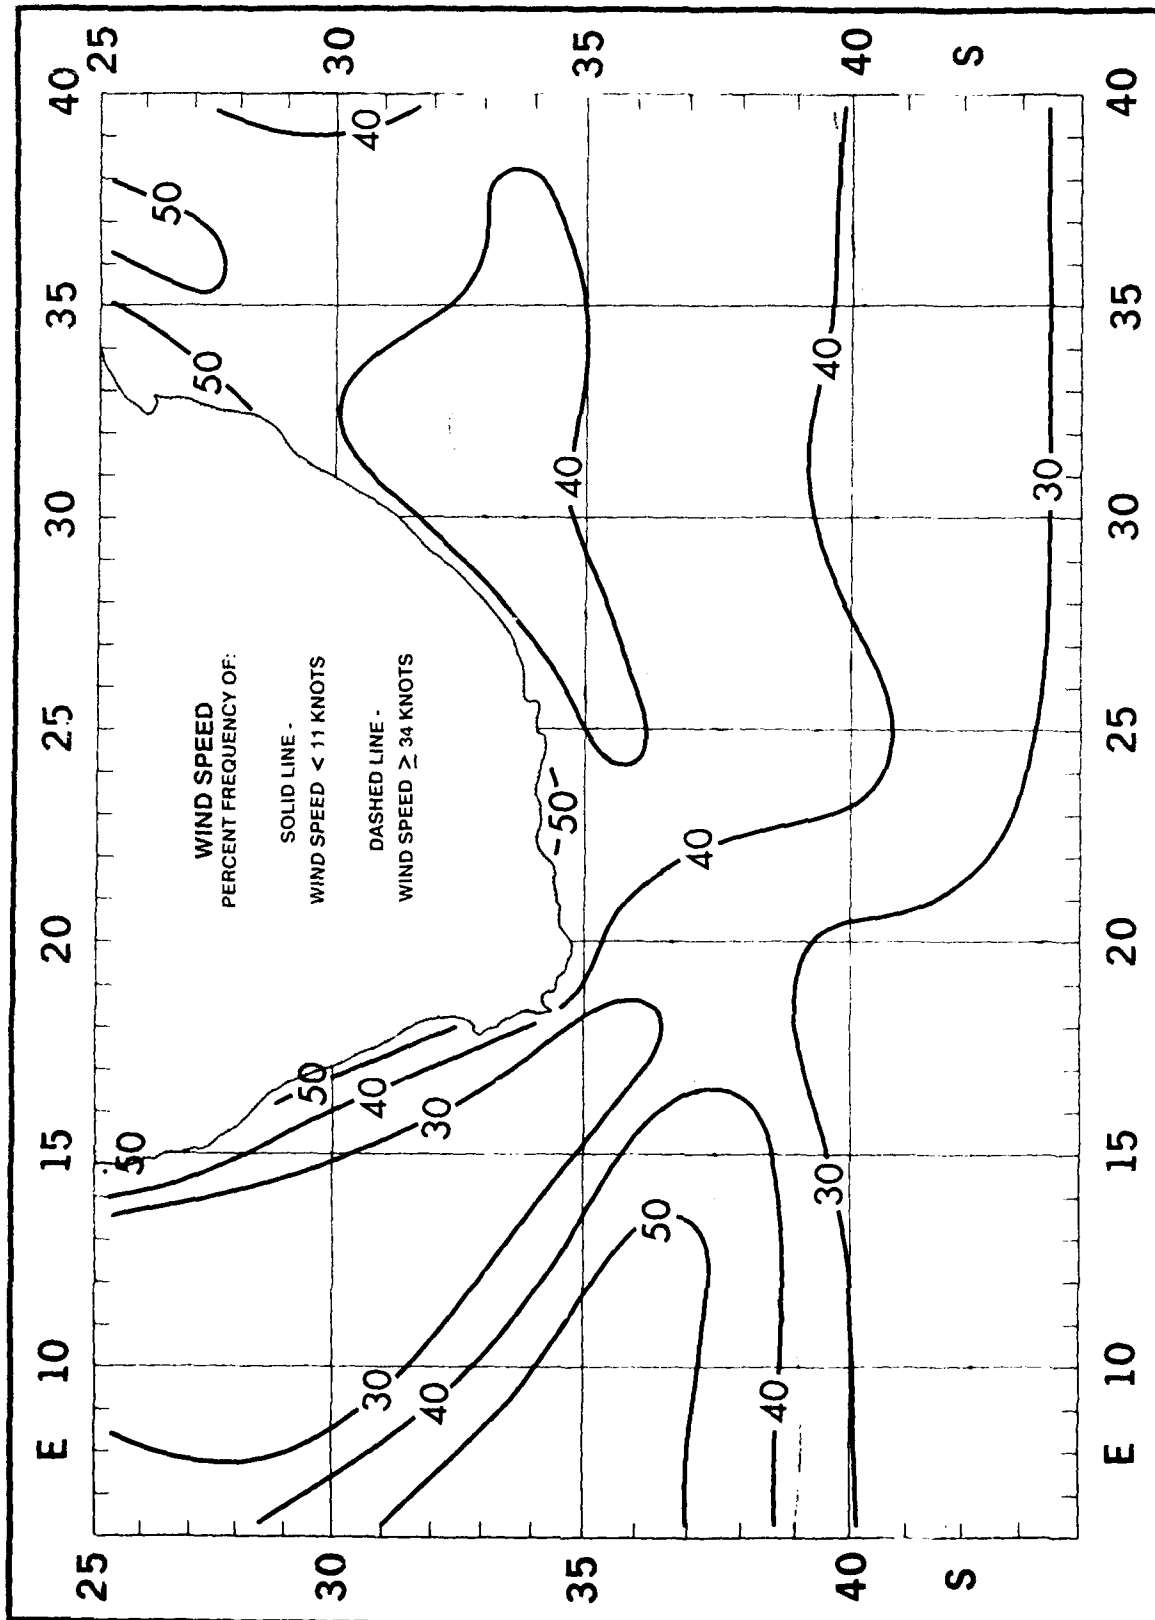 E 10 15 20 25 30 35 40
25 25
50
50
50
WIND SPEED
PERCENT FREQUENCY OF:
SOLID LINE -
WIND SPEED < 11 KNOTS
DASHED LINE -
WIND SPEED ≥ 34 KNOTS
30 30
50
40
40
30
40
30
35 35
50
40
50
40
40
40
30
40 40
S S
30
E 10 15 20 25 30 35 40